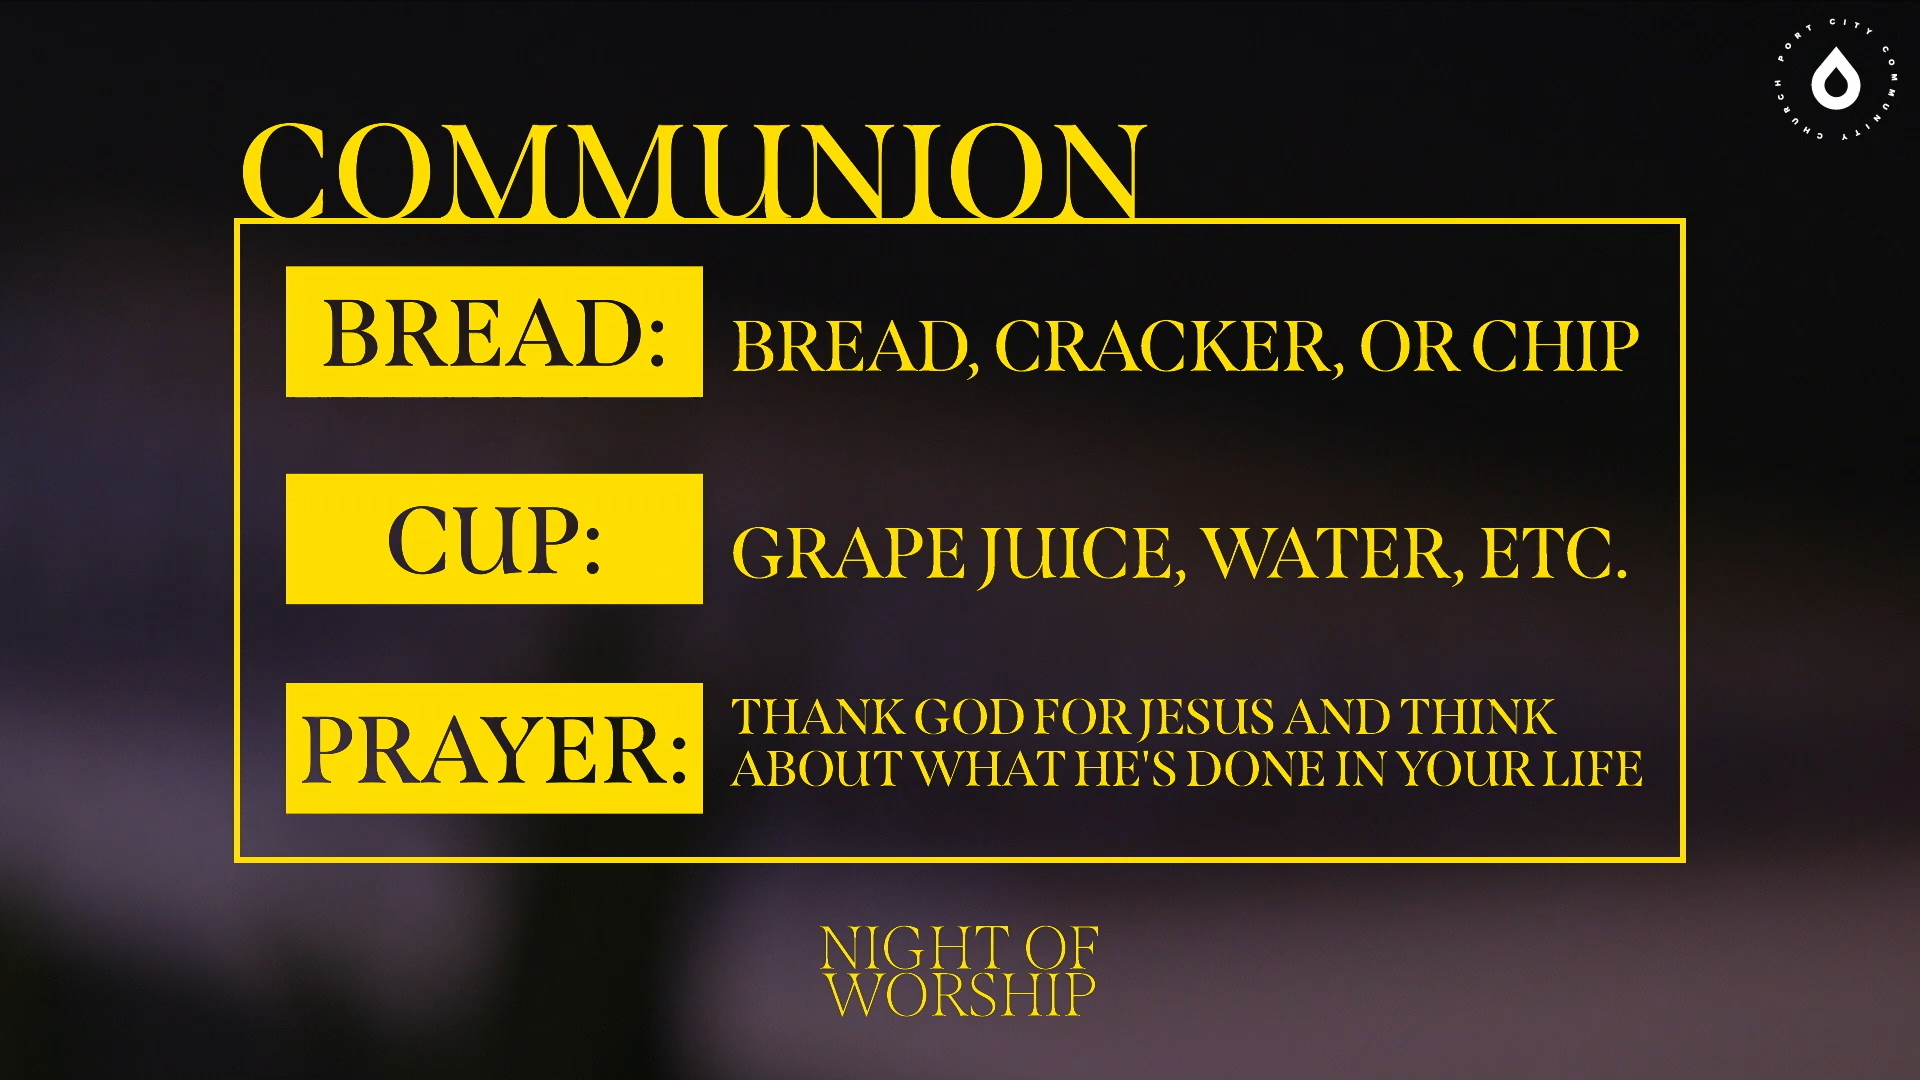 PORT CITY COMMUNITY CHURCH
COMMUNION
BREAD: BREAD, CRACKER, OR CHIP
CUP: GRAPE JUICE, WATER, ETC.
PRAYER: THANK GOD FOR JESUS AND THINK
ABOUT WHAT HE'S DONE IN YOUR LIFE
NIGHT OF
WORSHIP